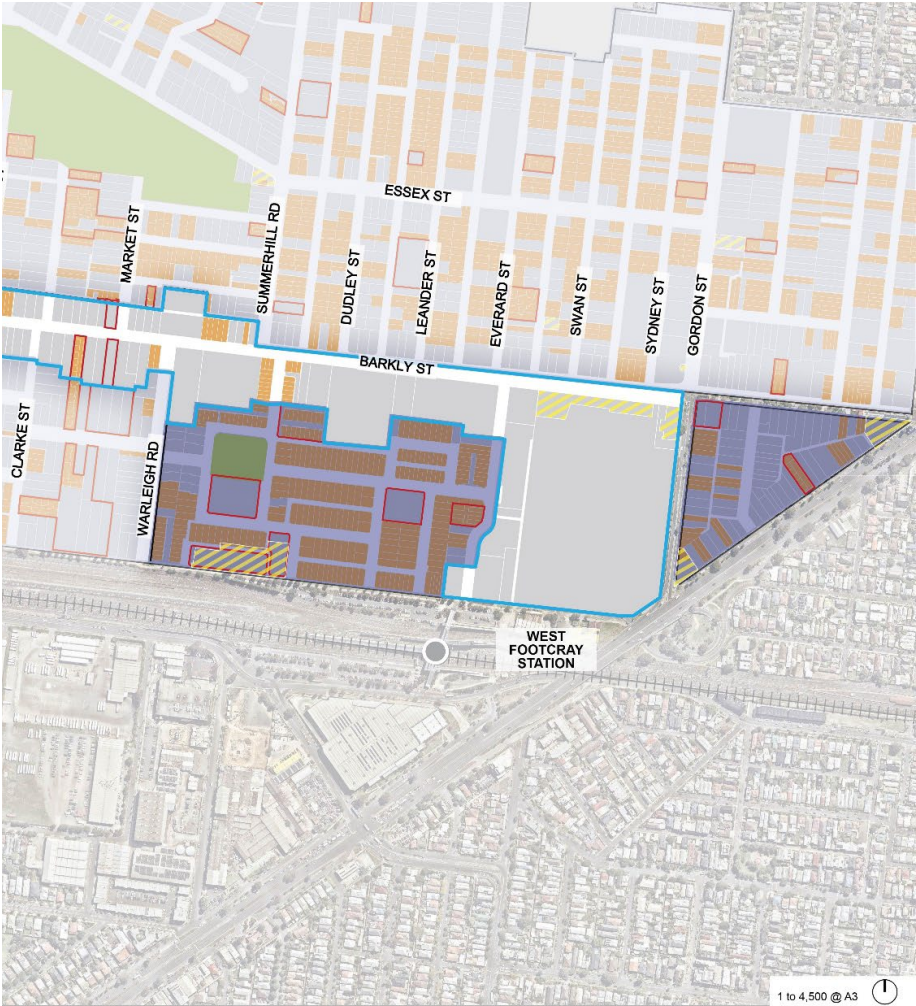 ESSEX ST
MARKET ST
SUMMERHILL RD
DUDLEY ST
LEANDER ST
EVERARD ST
SWAN ST
SYDNEY ST
GORDON ST
BARKLY ST
CLARKE ST
WARLEIGH RD
WEST
FOOTCRAY
STATION
1 to 4,500 @ A3